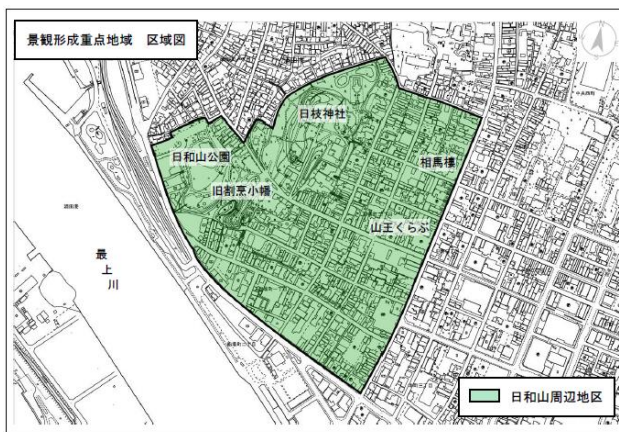 景観形成重点地域　区域図
日枝神社
日和山公園
相馬樓
旧割烹小幡
山王くらぶ
最上川
日和山周辺地区